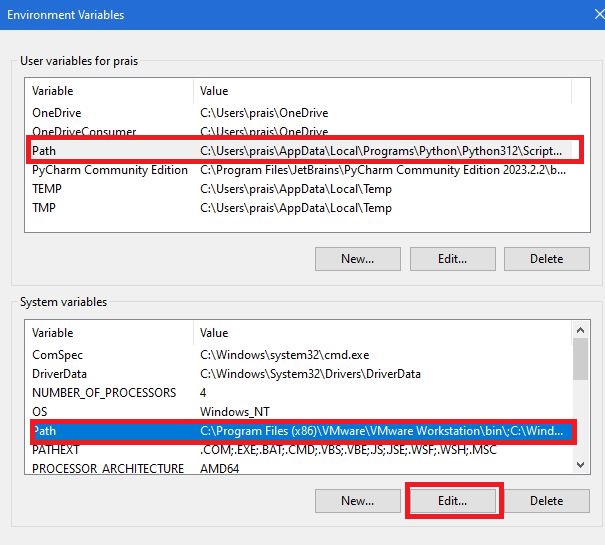 Environment Variables
User variables for prais
Variable Value
OneDrive C:\Users\prais\OneDrive
OneDriveConsumer C:\Users\prais\OneDrive
Path C:\Users\prais\AppData\Local\Programs\Python\Python312\Script...
PyCharm Community Edition C:\Program Files\JetBrains\PyCharm Community Edition 2023.2.2\b...
TEMP C:\Users\prais\AppData\Local\Temp
TMP C:\Users\prais\AppData\Local\Temp
New... Edit... Delete
System variables
Variable Value
ComSpec C:\Windows\system32\cmd.exe
DriverData C:\Windows\System32\Drivers\DriverData
NUMBER_OF_PROCESSORS 4
OS Windows_NT
Path C:\Program Files (x86)\VMware\VMware Workstation\bin\;C:\Wind...
PATHEXT .COM;.EXE;.BAT;.CMD;.VBS;.VBE;.JS;.JSE;.WSF;.WSH;.MSC
PROCESSOR_ARCHITECTURE AMD64
New... Edit... Delete